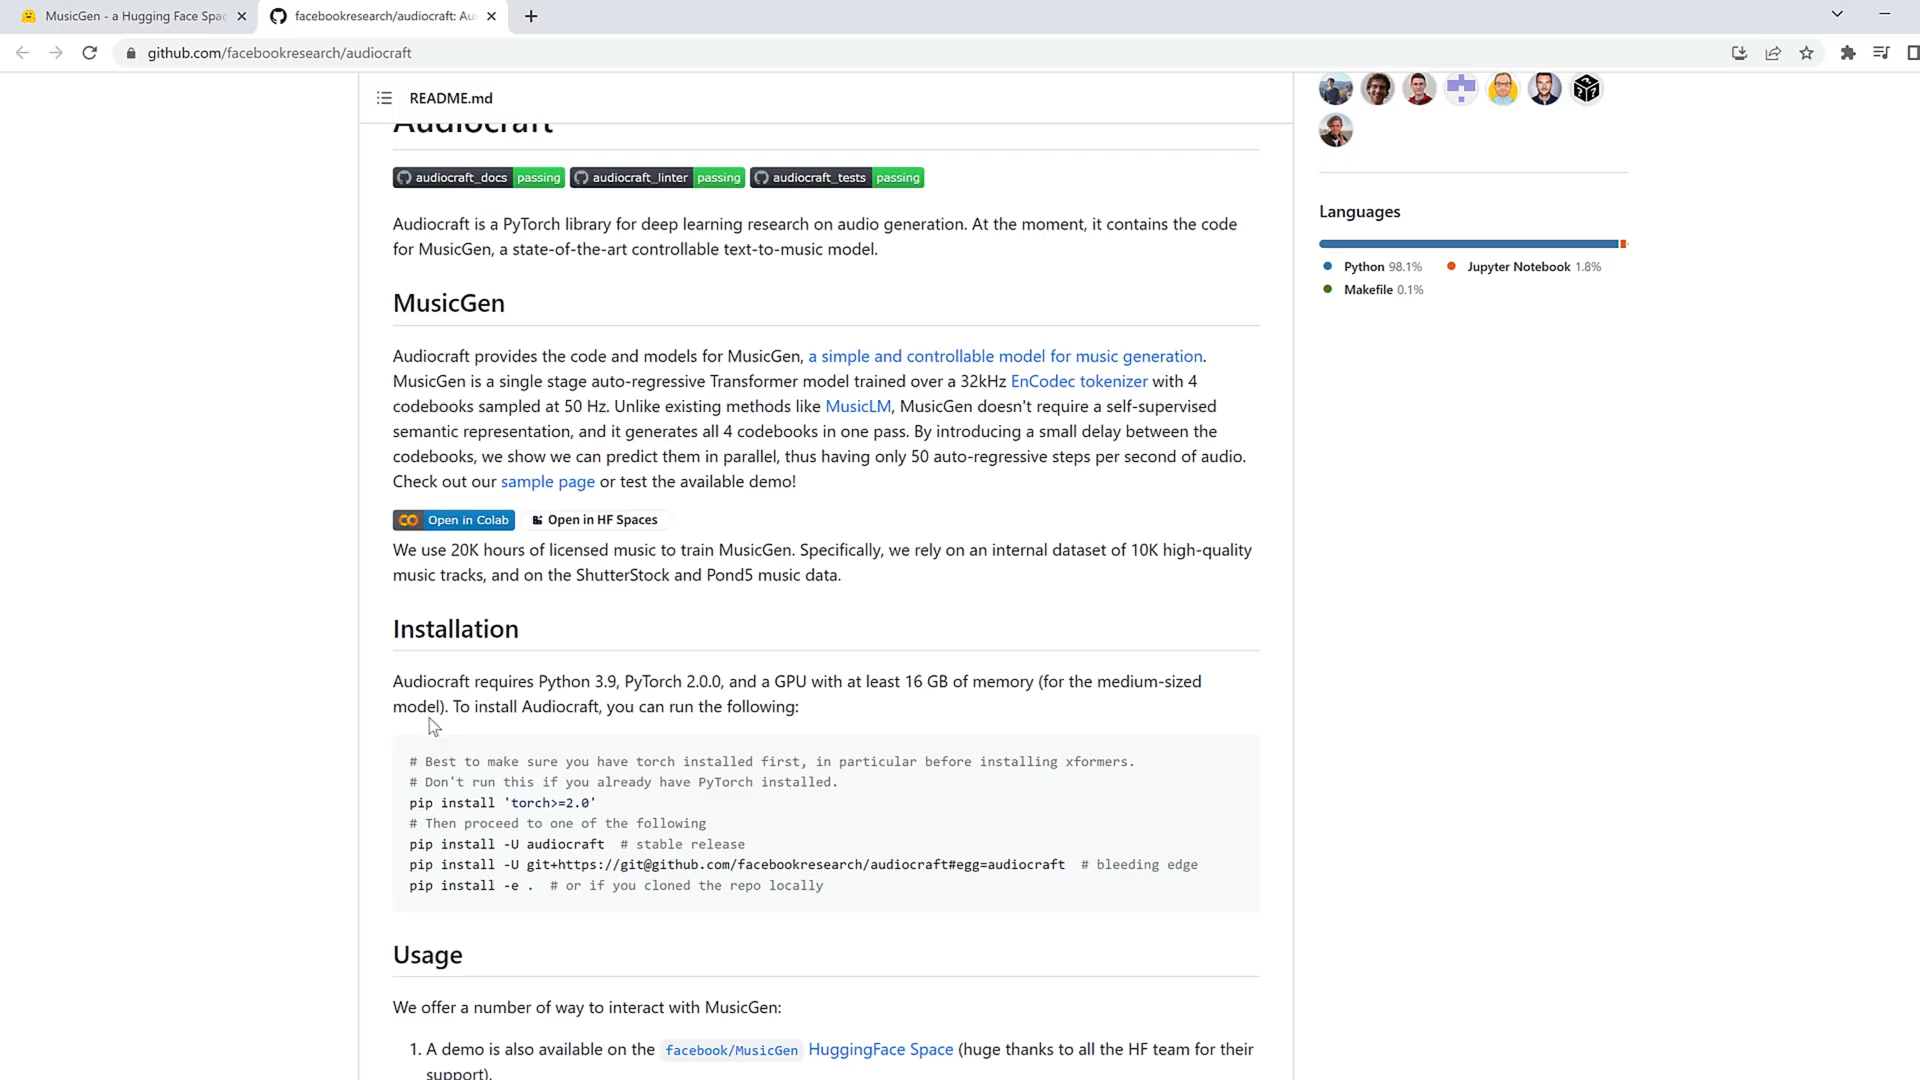 MusicGen - a Hugging Face Spac
facebookresearch/audiocraft: Au
github.com/facebookresearch/audiocraft
README.md
Audiocraft
audiocraft_docs passing audiocraft_linter passing audiocraft_tests passing
Audiocraft is a PyTorch library for deep learning research on audio generation. At the moment, it contains the code
for MusicGen, a state-of-the-art controllable text-to-music model.
MusicGen
Audiocraft provides the code and models for MusicGen, a simple and controllable model for music generation.
MusicGen is a single stage auto-regressive Transformer model trained over a 32kHz EnCodec tokenizer with 4
codebooks sampled at 50 Hz. Unlike existing methods like MusicLM, MusicGen doesn't require a self-supervised
semantic representation, and it generates all 4 codebooks in one pass. By introducing a small delay between the
codebooks, we show we can predict them in parallel, thus having only 50 auto-regressive steps per second of audio.
Check out our sample page or test the available demo!
Open in Colab Open in HF Spaces
We use 20K hours of licensed music to train MusicGen. Specifically, we rely on an internal dataset of 10K high-quality
music tracks, and on the ShutterStock and Pond5 music data.
Installation
Audiocraft requires Python 3.9, PyTorch 2.0.0, and a GPU with at least 16 GB of memory (for the medium-sized
model). To install Audiocraft, you can run the following:
# Best to make sure you have torch installed first, in particular before installing xformers.
# Don't run this if you already have PyTorch installed.
pip install 'torch>=2.0'
# Then proceed to one of the following
pip install -U audiocraft  # stable release
pip install -U git+https://git@github.com/facebookresearch/audiocraft#egg=audiocraft  # bleeding edge
pip install -e .  # or if you cloned the repo locally
Usage
We offer a number of way to interact with MusicGen:
1. A demo is also available on the facebook/MusicGen HuggingFace Space (huge thanks to all the HF team for their
support).
Languages
Python 98.1% Jupyter Notebook 1.8%
Makefile 0.1%